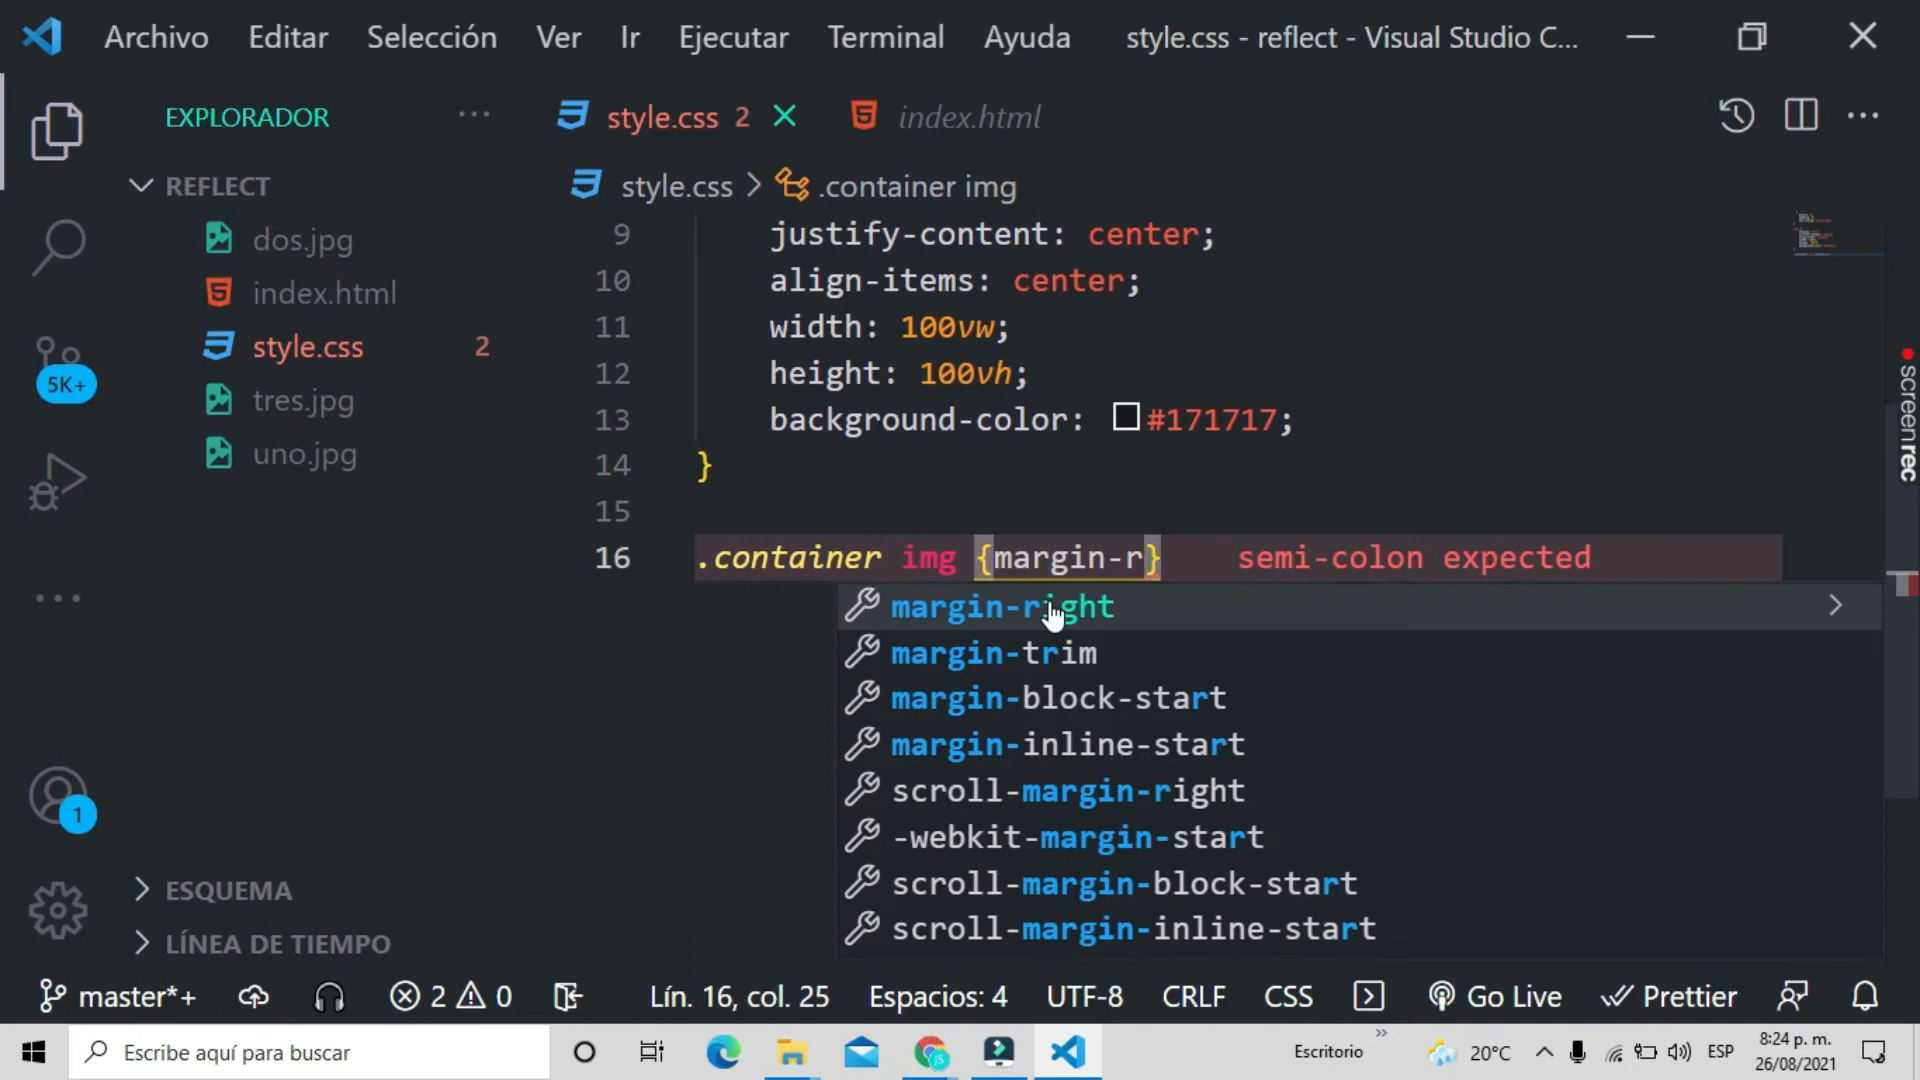 Archivo Editar Selección Ver Ir Ejecutar Terminal Ayuda style.css - reflect - Visual Studio C...
EXPLORADOR ...
style.css 2 index.html
REFLECT
style.css > .container img
dos.jpg
index.html
style.css 2
tres.jpg
uno.jpg
5K+
1
ESQUEMA
LÍNEA DE TIEMPO
9 justify-content: center;
10 align-items: center;
11 width: 100vw;
12 height: 100vh;
13 background-color: #171717;
14 }
15
16 .container img {margin-r} semi-colon expected
margin-right
margin-trim
margin-block-start
margin-inline-start
scroll-margin-right
-webkit-margin-start
scroll-margin-block-start
scroll-margin-inline-start
screenrec
master*+ 2 0 Lín. 16, col. 25 Espacios: 4 UTF-8 CRLF CSS Go Live Prettier
Escribe aquí para buscar
JS
Escritorio
20°C
ESP
8:24 p. m.
26/08/2021